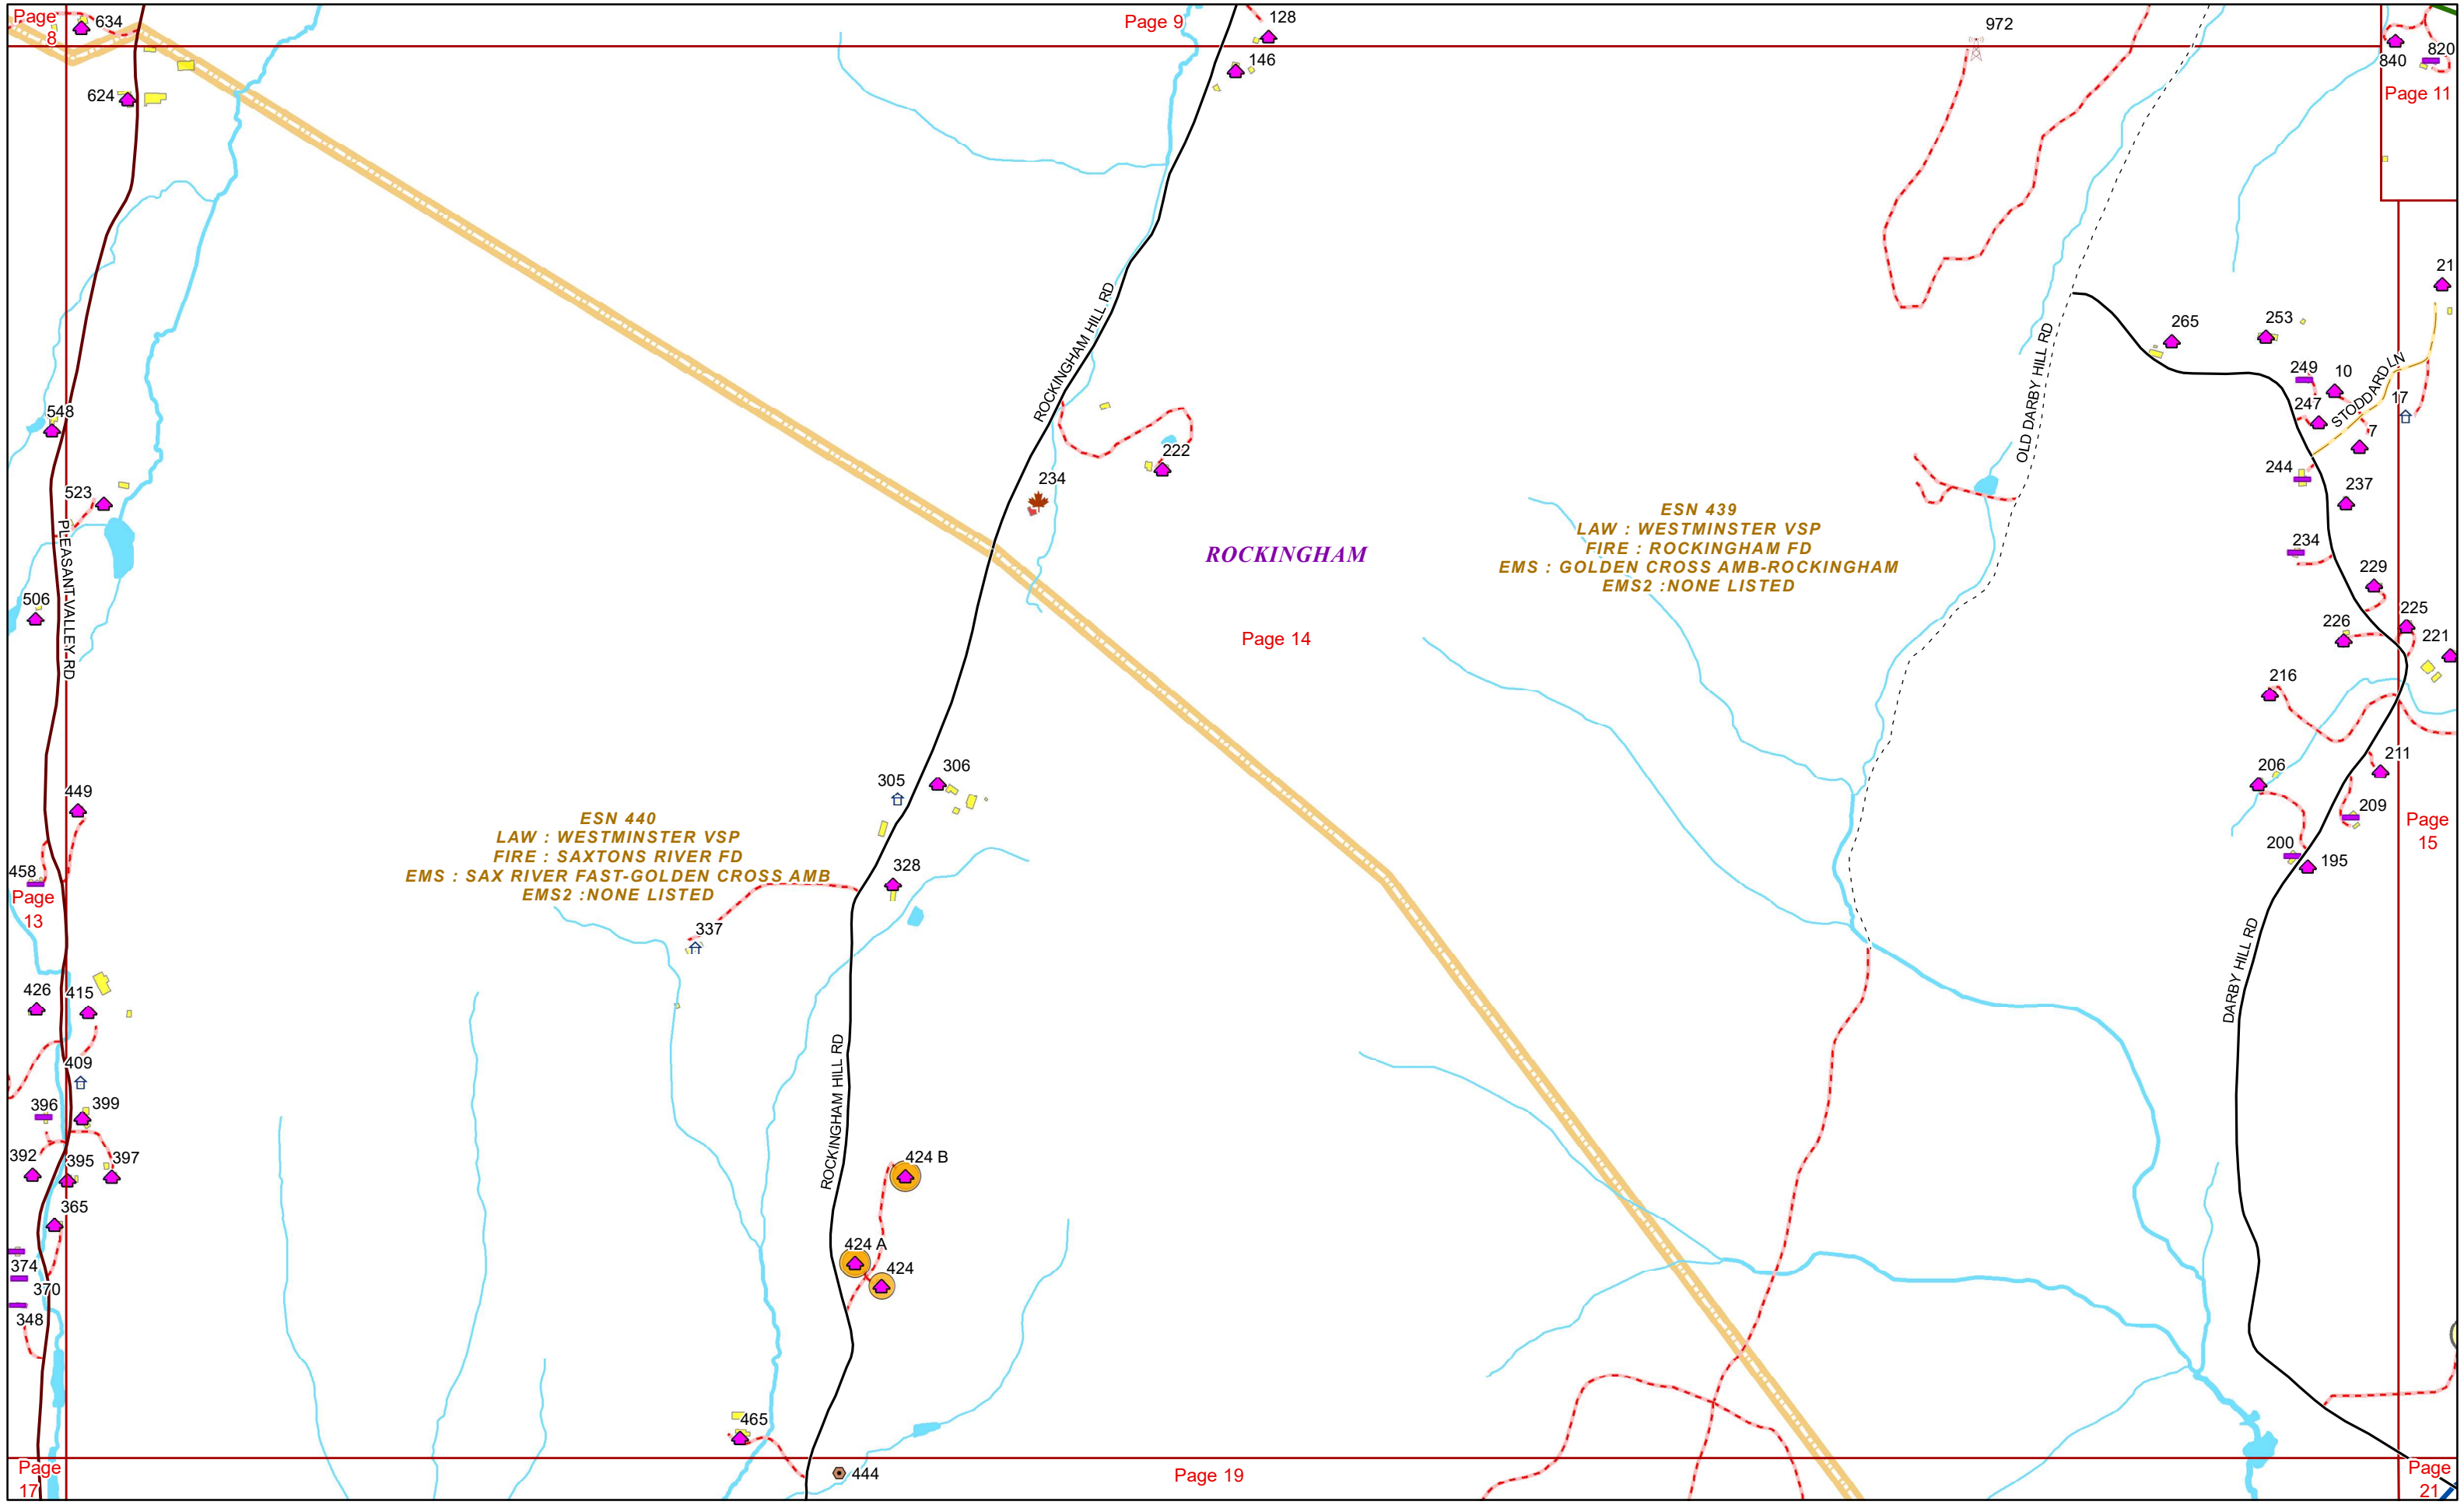 Page
8
634
Page 9
128
972
820
840
146
Page 11
624
ROCKINGHAM HILL RD
21
265
253
OLD DARBY HILL RD
249
10
STODDARD LN
17
247
7
548
222
244
234
237
523
ESN 439
LAW : WESTMINSTER VSP
FIRE : ROCKINGHAM FD
EMS : GOLDEN CROSS AMB-ROCKINGHAM
EMS2 :NONE LISTED
ROCKINGHAM
PLEASANT VALLEY RD
234
229
506
225
226
221
Page 14
216
211
305
306
206
449
ESN 440
LAW : WESTMINSTER VSP
FIRE : SAXTONS RIVER FD
EMS : SAX RIVER FAST-GOLDEN CROSS AMB
EMS2 :NONE LISTED
209
Page
15
200
195
458
328
Page
13
337
DARBY HILL RD
426
415
409
ROCKINGHAM HILL RD
396
399
392
395
397
424 B
365
424 A
424
374
370
348
465
444
Page
17
Page 19
Page
21